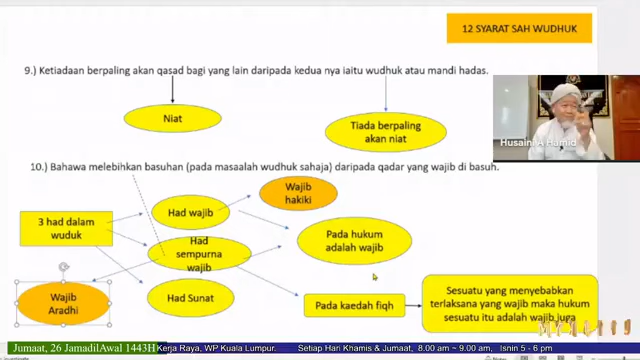 12 SYARAT SAH WUDHUK
9.) Ketiadaan berpaling akan qasad bagi yang lain daripada kedua nya iaitu wudhuk atau mandi hadas.
Niat
Tiada berpaling
akan niat
Husaini A Hamid
10.) Bahawa melebihkan basuhan (pada masaalah wudhuk sahaja) daripada qadar yang wajib di basuh.
Wajib
hakiki
Had wajib
3 had dalam
wuduk
Pada hukum
adalah wajib
Had
sempurna
wajib
Wajib
Aradhi
Had Sunat
Pada kaedah fiqh
Sesuatu yang menyebabkan
terlaksana yang wajib maka hukum
sesuatu itu adalah wajib juga
Jumaat, 26 JamadilAwal 1443H
Kerja Raya, WP Kuala Lumpur.
Setiap Hari Khamis & Jumaat, 8.00 am ~ 9.00 am.
Isnin 5 - 6 pm